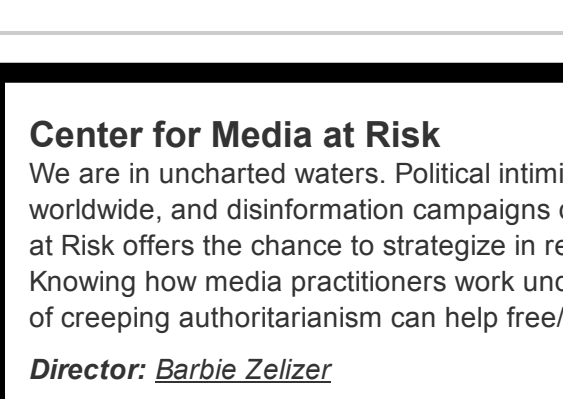 Center for Media at Risk
We are in uncharted waters. Political intimi
worldwide, and disinformation campaigns
at Risk offers the chance to strategize in re
Knowing how media practitioners work und
of creeping authoritarianism can help free/
Director: Barbie Zelizer